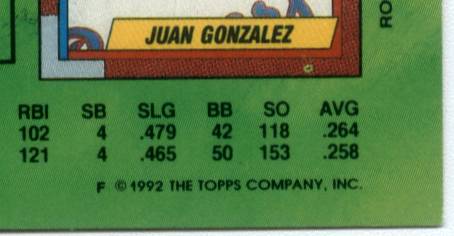 JUAN GONZALEZ
RO
RBI SB SLG BB SO AVG
102 4 .479 42 118 .264
121 4 .465 50 153 .258
F © 1992 THE TOPPS COMPANY, INC.